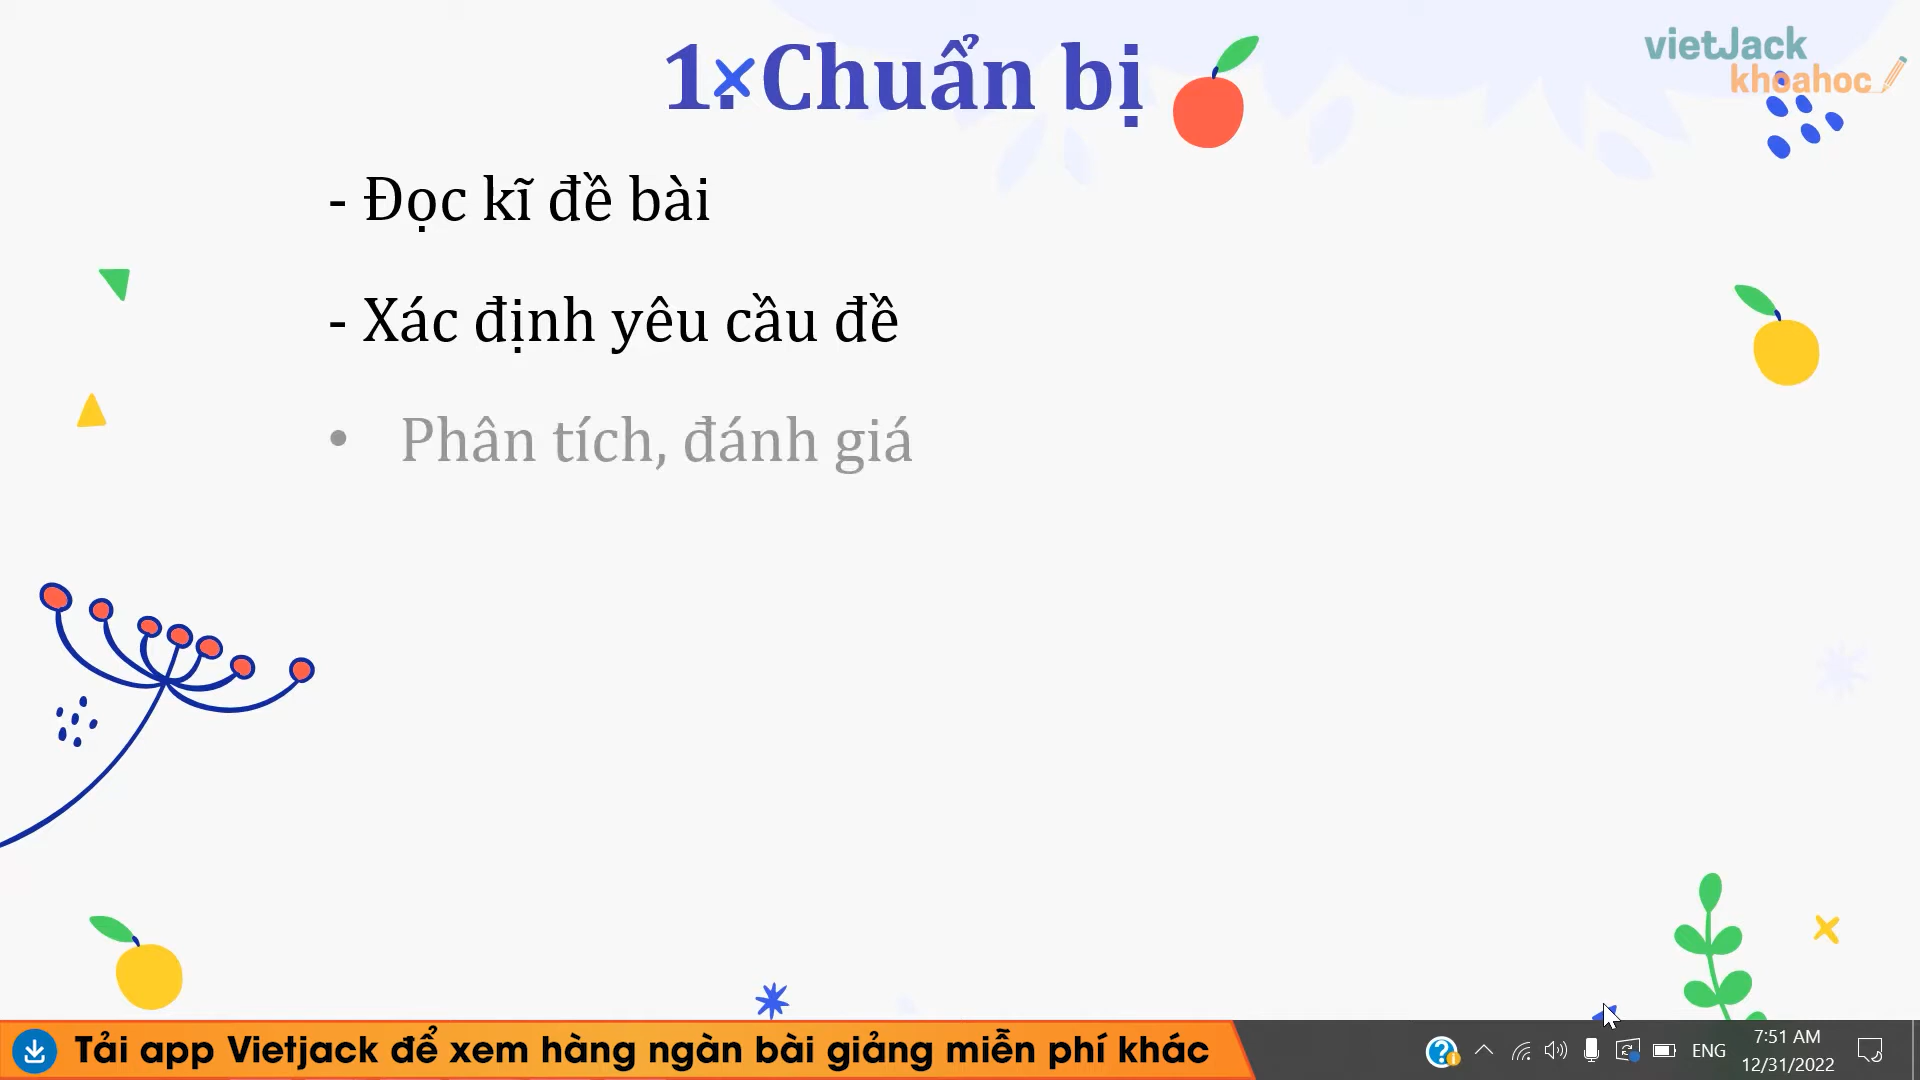 1. Chuẩn bị
vietJack
khoahoc
- Đọc kĩ đề bài
- Xác định yêu cầu đề
• Phân tích, đánh giá
Tải app Vietjack để xem hàng ngàn bài giảng miễn phí khác
ENG
7:51 AM
12/31/2022